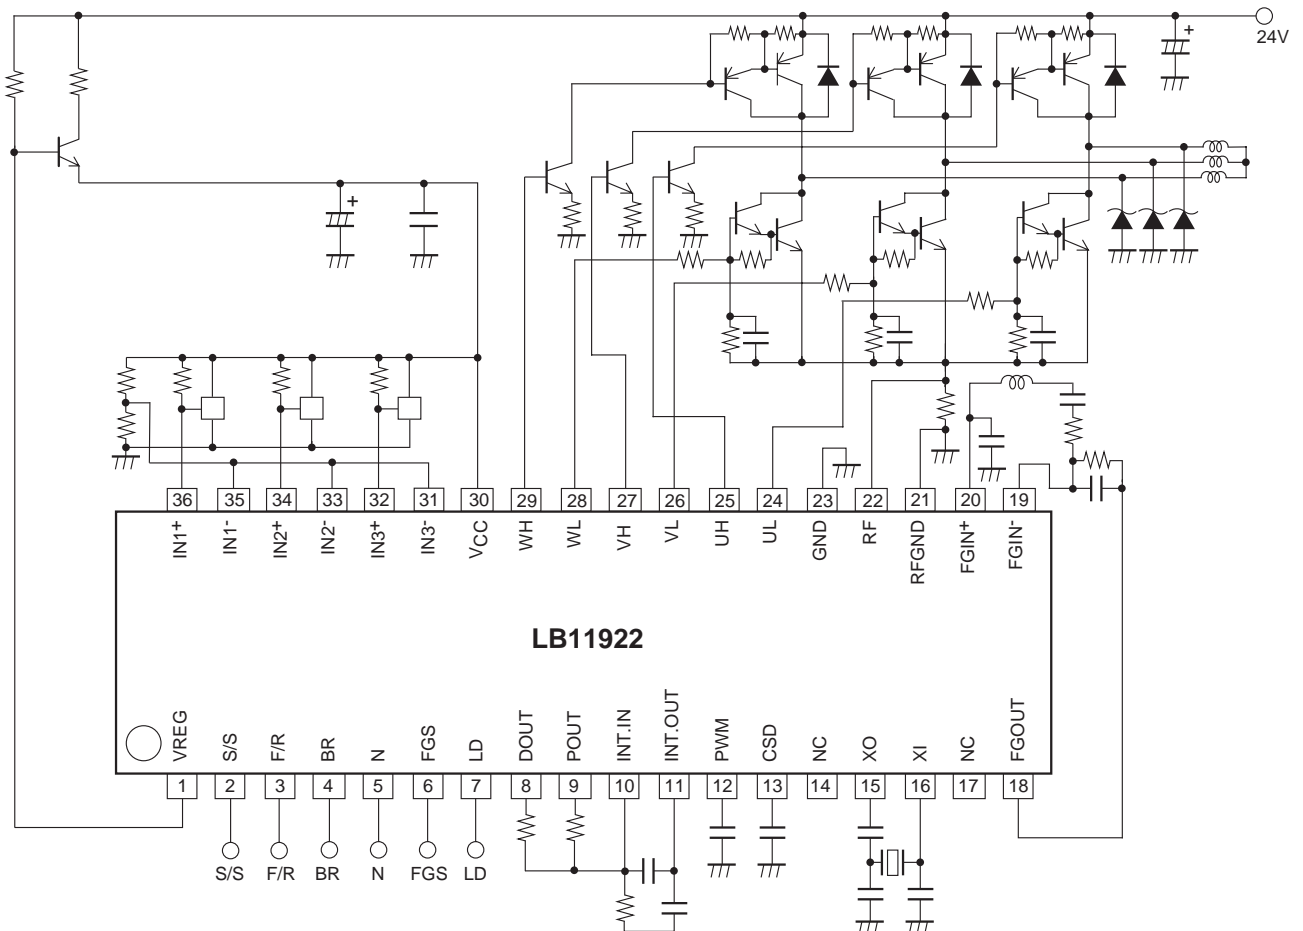 24V
+
+
36 35 34 33 32 31 30 29 28 27 26 25 24 23 22 21 20 19
IN1+ IN1- IN2+ IN2- IN3+ IN3- VCC WH WL VH VL UH UL GND RF RFGND FGIN+ FGIN-
LB11922
VREG S/S F/R BR N FGS LD DOUT POUT INT.IN INT.OUT PWM CSD NC XO XI NC FGOUT
1 2 3 4 5 6 7 8 9 10 11 12 13 14 15 16 17 18
S/S F/R BR N FGS LD